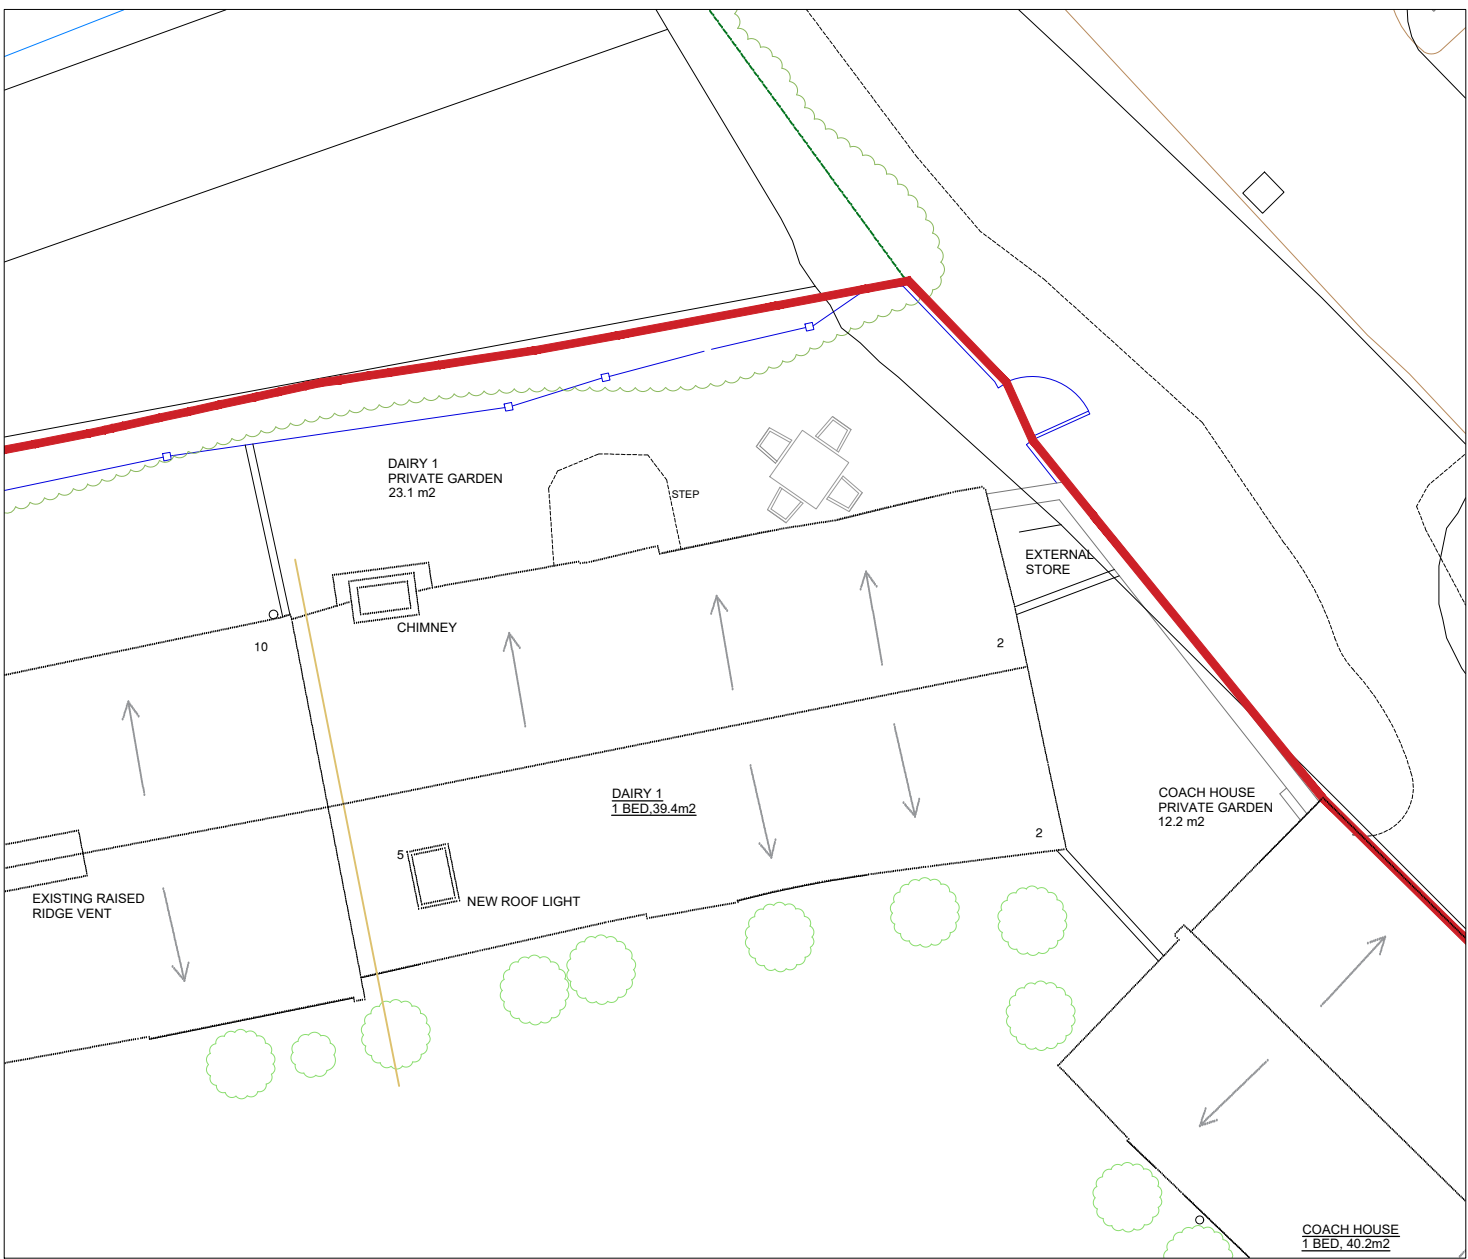 DAIRY 1
PRIVATE GARDEN
23.1 m2
STEP
EXTERNAL
STORE
CHIMNEY
10
2
DAIRY 1
1 BED,39.4m2
COACH HOUSE
PRIVATE GARDEN
12.2 m2
2
5
EXISTING RAISED
RIDGE VENT
NEW ROOF LIGHT
COACH HOUSE
1 BED, 40.2m2